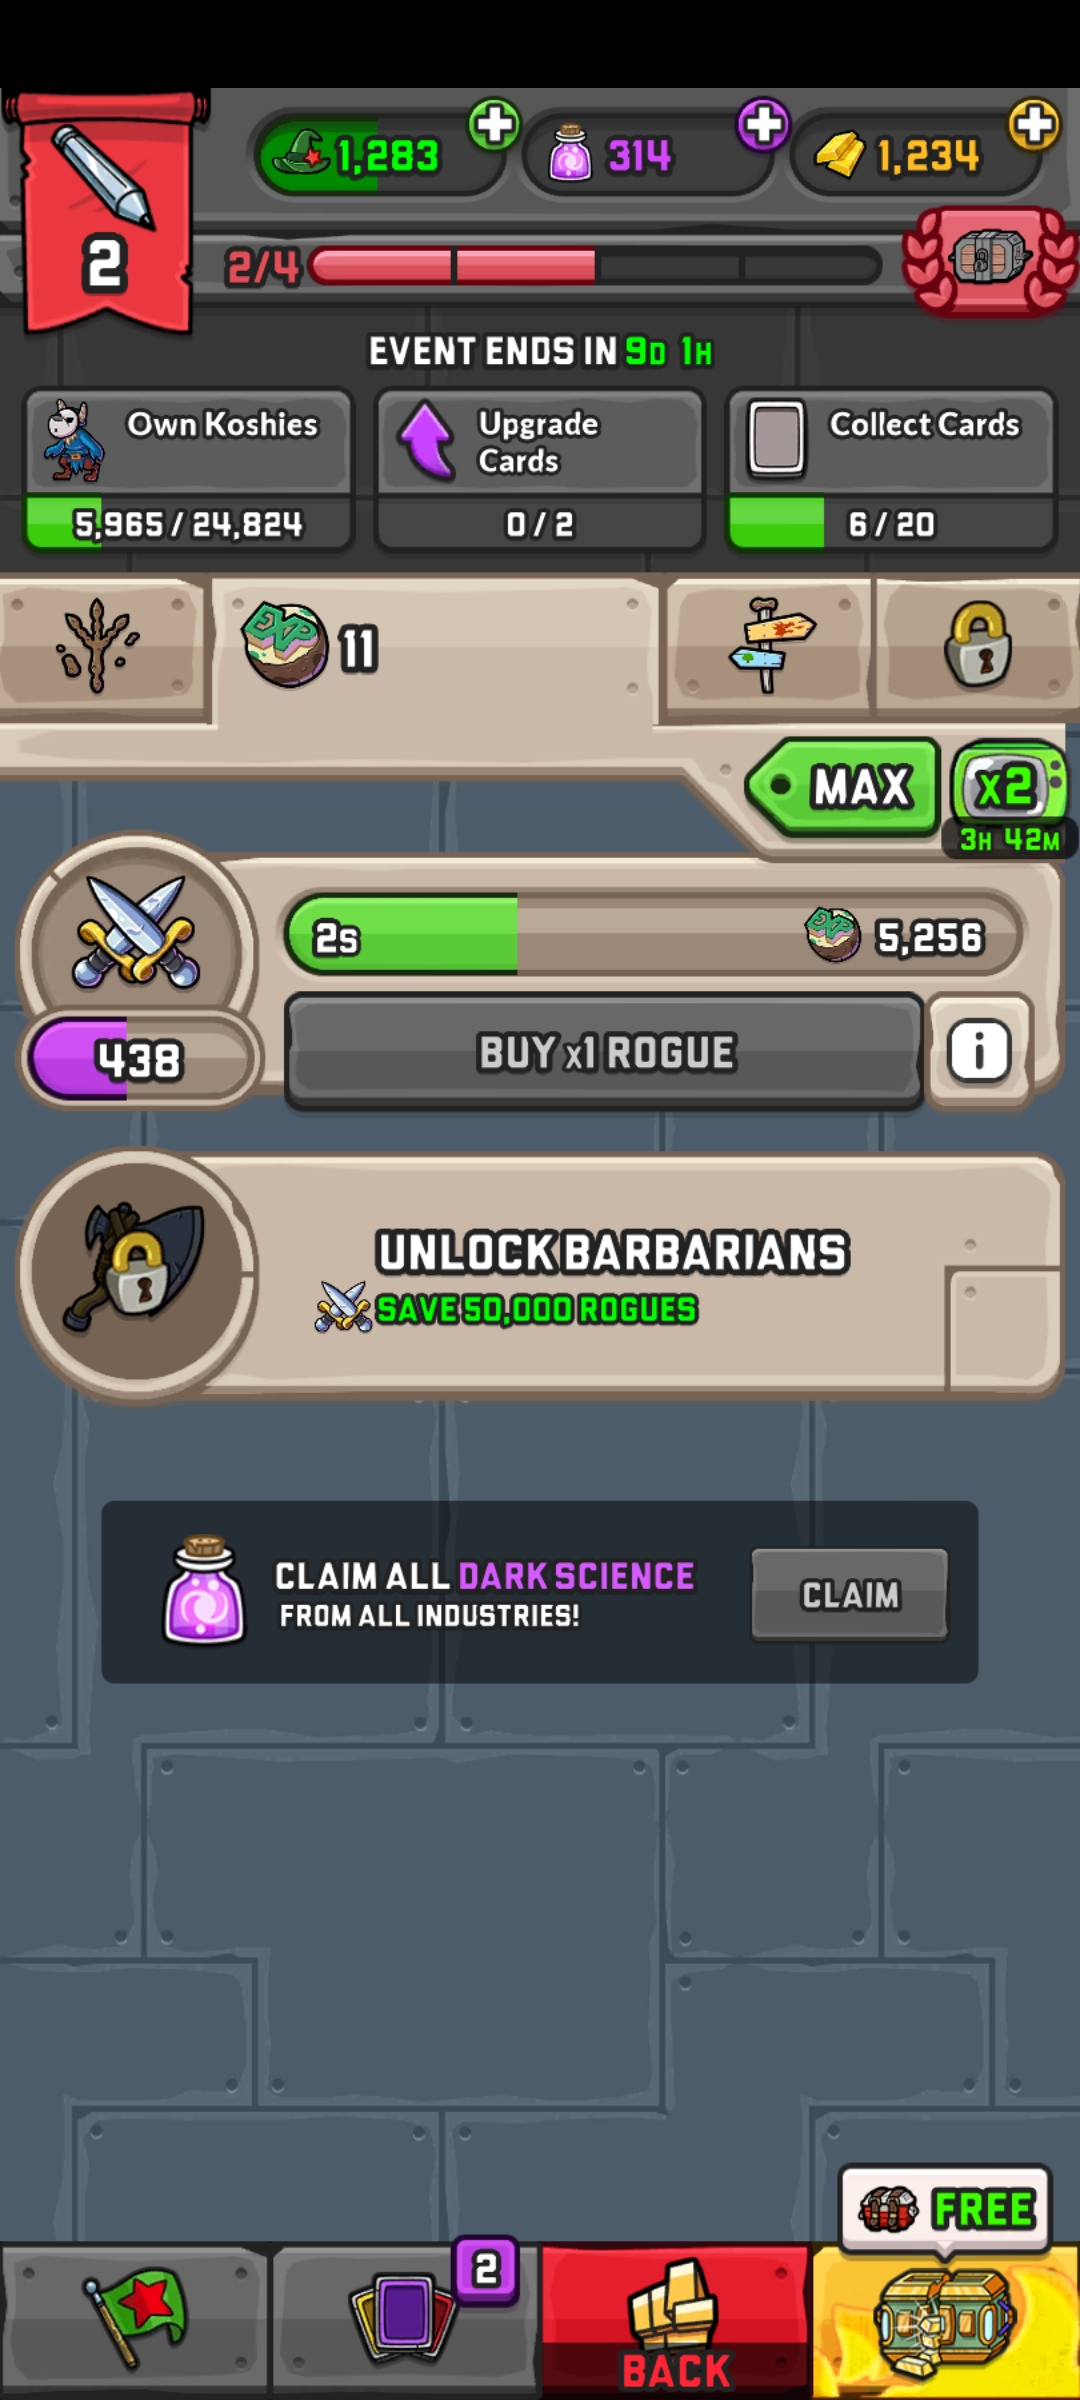 1,283
314
1,234
2
2/4
EVENT ENDS IN 9D 1H
Own Koshies
5,965 / 24,824
Upgrade
Cards
0 / 2
Collect Cards
6 / 20
EXP
11
MAX
x2
3H 42M
2s
EXP
5,256
438
BUY x1 ROGUE
i
UNLOCK BARBARIANS
SAVE 50,000 ROGUES
CLAIM ALL DARK SCIENCE
FROM ALL INDUSTRIES!
CLAIM
FREE
2
BACK